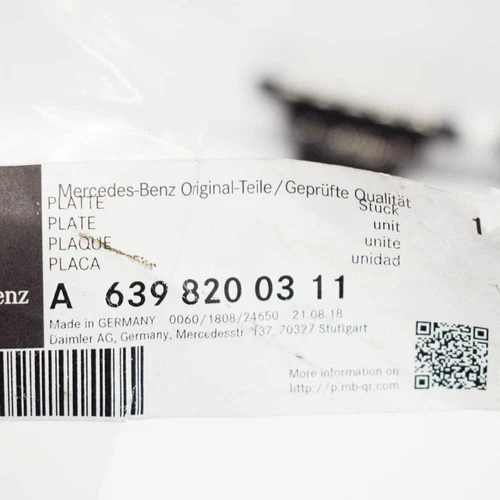 Mercedes-Benz Original-Teile/Geprüfte Qualität
PLATTE Stück
PLATE unit 1
PLAQUE unité
PLACA unidad
enz
A 639 820 03 11
Made in GERMANY 0060/1808/24650 21.08.18
Daimler AG, Germany, Mercedesstr. 137, 70327 Stuttgart
More information on
http://p.mb-qr.com